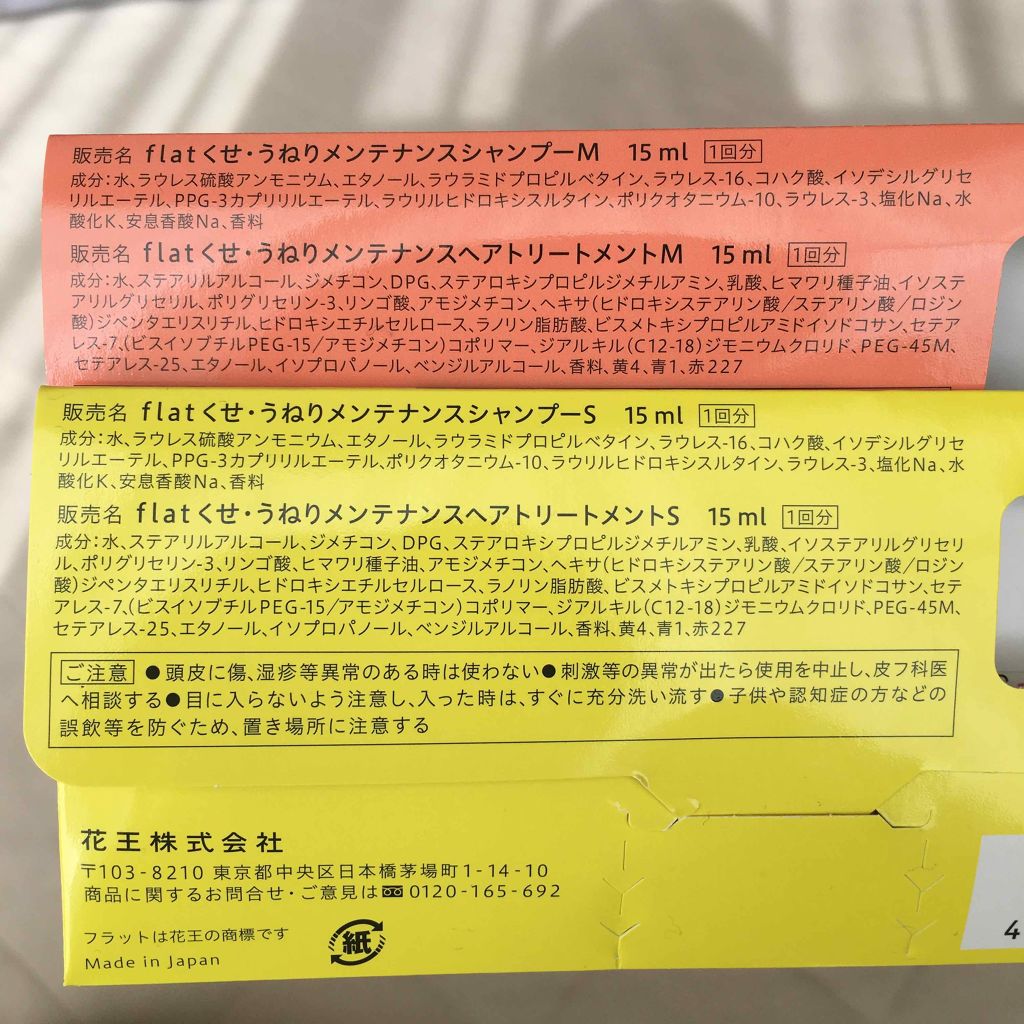 販売名 flatくせ・うねりメンテナンスシャンプーM 15ml 1回分
成分:水、ラウレス硫酸アンモニウム、エタノール、ラウラミドプロピルベタイン、ラウレス-16、コハク酸、イソデシルグリセ
リルエーテル、PPG-3カプリリルエーテル、ラウリルヒドロキシスルタイン、ポリクオタニウム-10、ラウレス-3、塩化Na、水
酸化K、安息香酸Na、香料
販売名 flatくせ・うねりメンテナンスヘアトリートメントM 15ml 1回分
成分:水、ステアリルアルコール、ジメチコン、DPG、ステアロキシプロピルジメチルアミン、乳酸、ヒマワリ種子油、イソステ
アリルグリセリル、ポリグリセリン-3、リンゴ酸、アモジメチコン、ヘキサ(ヒドロキシステアリン酸/ステアリン酸/ロジン
酸)ジペンタエリスリチル、ヒドロキシエチルセルロース、ラノリン脂肪酸、ビスメトキシプロピルアミドイソドコサン、セテア
レス-7、(ビスイソブチルPEG-15/アモジメチコン)コポリマー、ジアルキル(C12-18)ジモニウムクロリド、PEG-45M、
セテアレス-25、エタノール、イソプロパノール、ベンジルアルコール、香料、黄4、青1、赤227
販売名 flatくせ・うねりメンテナンスシャンプーS 15ml 1回分
成分:水、ラウレス硫酸アンモニウム、エタノール、ラウラミドプロピルベタイン、ラウレス-16、コハク酸、イソデシルグリセ
リルエーテル、PPG-3カプリリルエーテル、ポリクオタニウム-10、ラウリルヒドロキシスルタイン、ラウレス-3、塩化Na、水
酸化K、安息香酸Na、香料
販売名 flatくせ・うねりメンテナンスヘアトリートメントS 15ml 1回分
成分:水、ステアリルアルコール、ジメチコン、DPG、ステアロキシプロピルジメチルアミン、乳酸、イソステアリルグリセリ
ル、ポリグリセリン-3、リンゴ酸、ヒマワリ種子油、アモジメチコン、ヘキサ(ヒドロキシステアリン酸/ステアリン酸/ロジン
酸)ジペンタエリスリチル、ヒドロキシエチルセルロース、ラノリン脂肪酸、ビスメトキシプロピルアミドイソドコサン、セテ
アレス-7、(ビスイソブチルPEG-15/アモジメチコン)コポリマー、ジアルキル(C12-18)ジモニウムクロリド、PEG-45M、
セテアレス-25、エタノール、イソプロパノール、ベンジルアルコール、香料、黄4、青1、赤227
ご注意 ●頭皮に傷、湿疹等異常のある時は使わない●刺激等の異常が出たら使用を中止し、皮フ科医
へ相談する●目に入らないよう注意し、入った時は、すぐに充分洗い流す●子供や認知症の方などの
誤飲等を防ぐため、置き場所に注意する
花王株式会社
〒103-8210 東京都中央区日本橋茅場町1-14-10
商品に関するお問合せ・ご意見は 0120-165-692
フラットは花王の商標です
紙
Made in Japan
4